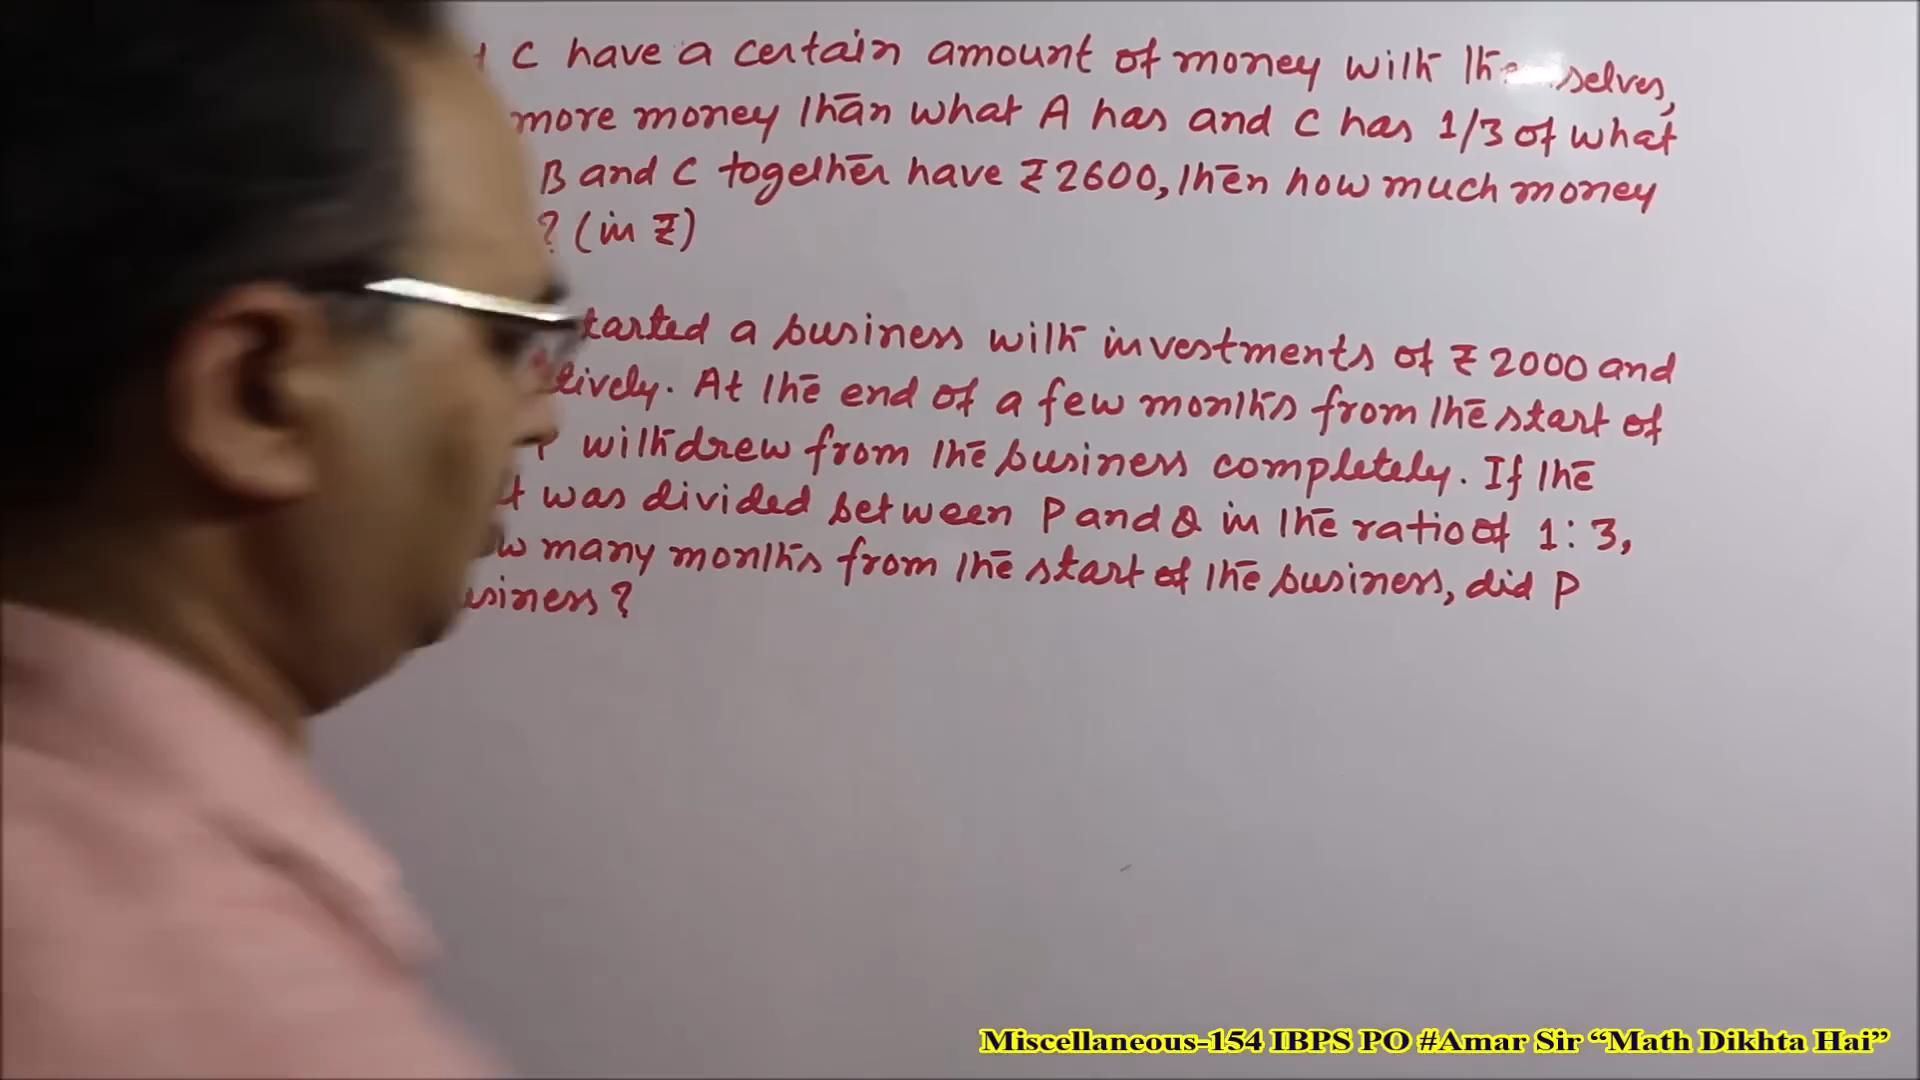 C have a certain amount of money with themselves,
more money than what A has and C has 1/3 of what
B and C together have ₹2600, then how much money
? (in ₹)
started a business with investments of ₹2000 and
tively. At the end of a few months from the start of
P withdrew from the business completely. If the
was divided between P and Q in the ratio of 1:3,
many months from the start of the business, did P
usiness?
Miscellaneous-154 IBPS PO #Amar Sir “Math Dikhta Hai”